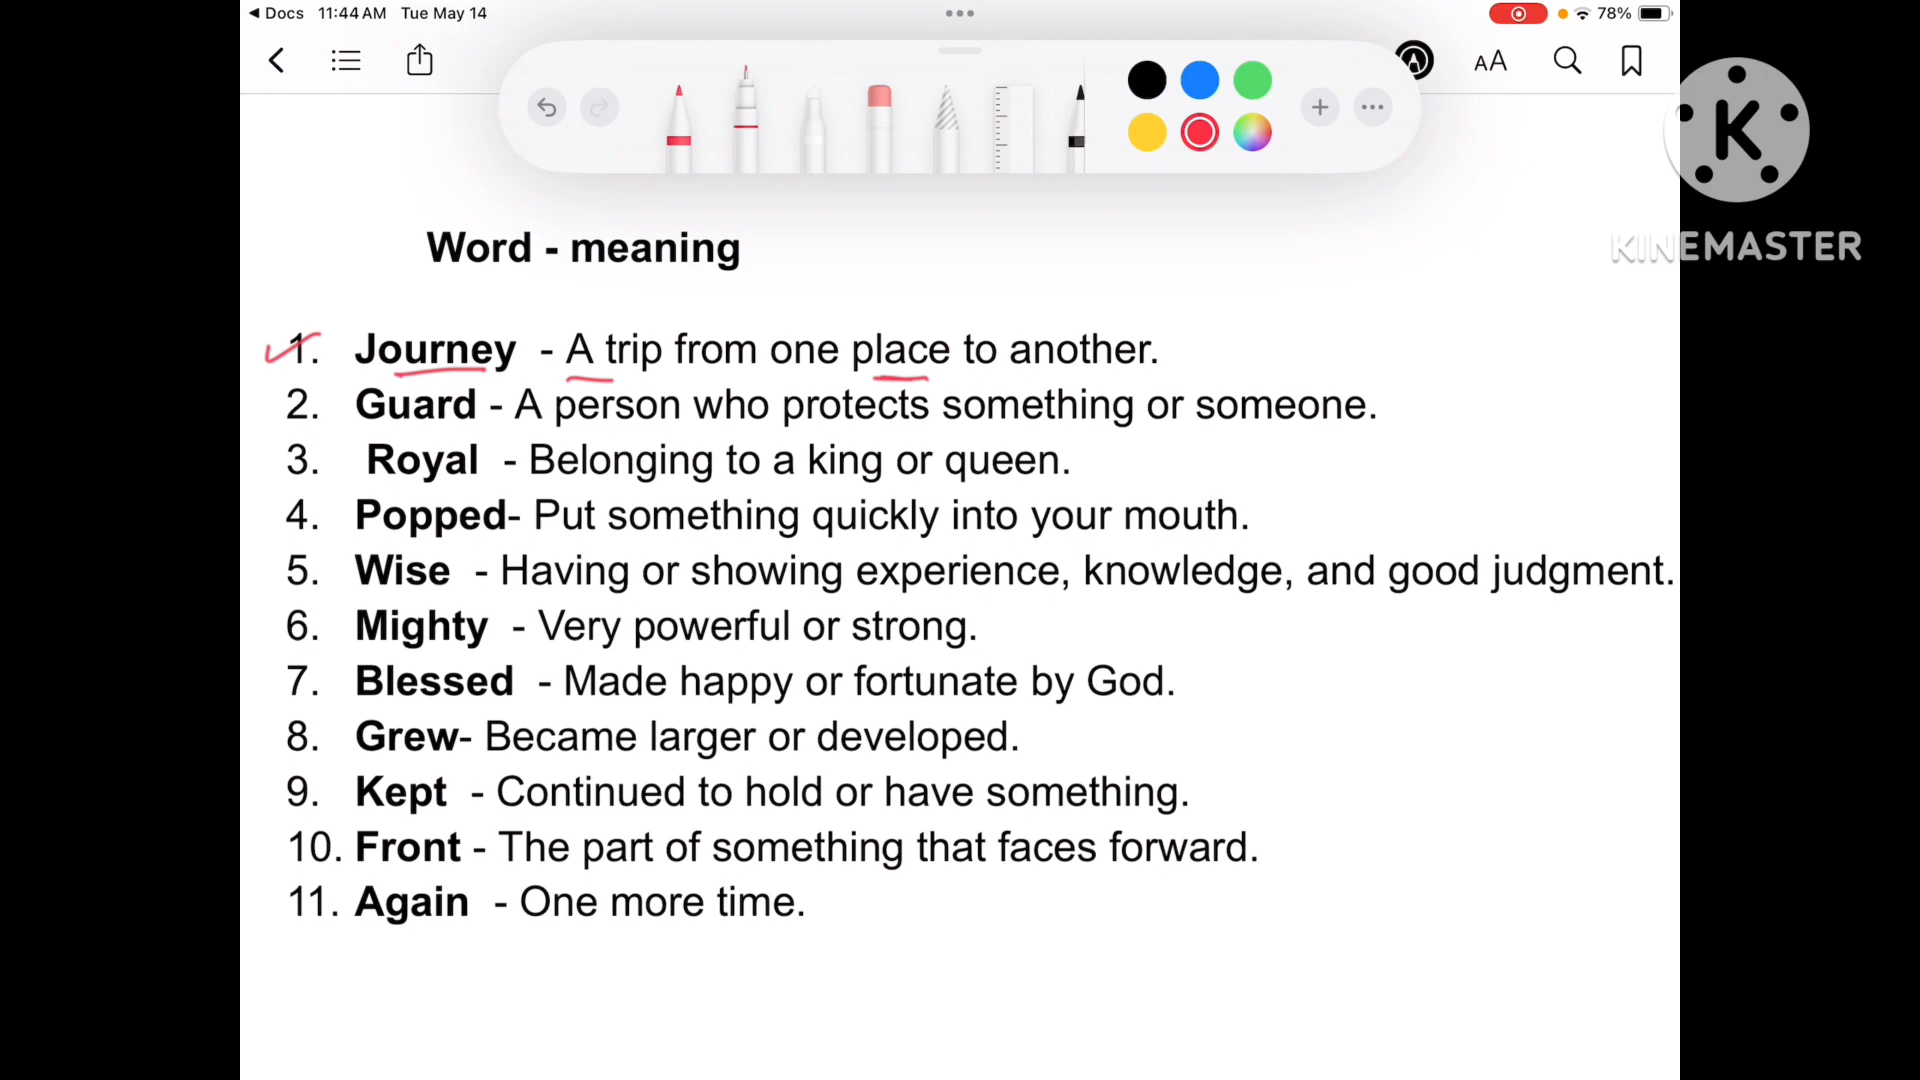 Docs 11:44 AM Tue May 14 78%
AA
K
KINEMASTER
Word - meaning
1. Journey - A trip from one place to another.
2. Guard - A person who protects something or someone.
3. Royal - Belonging to a king or queen.
4. Popped- Put something quickly into your mouth.
5. Wise - Having or showing experience, knowledge, and good judgment.
6. Mighty - Very powerful or strong.
7. Blessed - Made happy or fortunate by God.
8. Grew- Became larger or developed.
9. Kept - Continued to hold or have something.
10. Front - The part of something that faces forward.
11. Again - One more time.